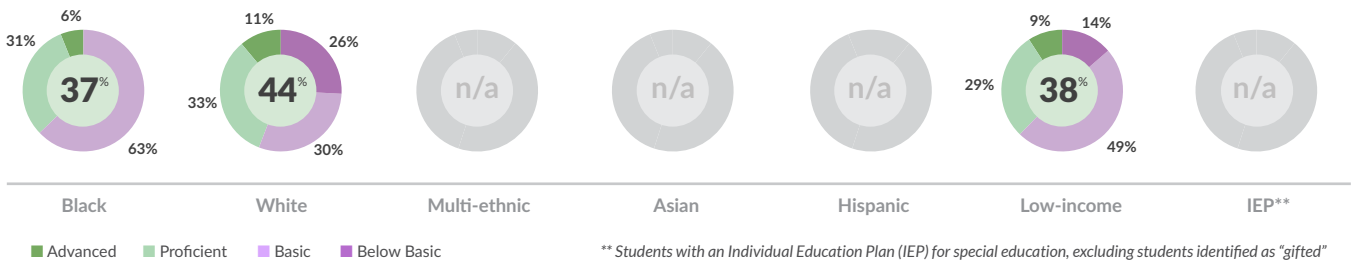 6%
31%
37%
63%
11%
26%
33%
44%
30%
n/a
n/a
n/a
9%
14%
29%
38%
49%
n/a
Black
White
Multi-ethnic
Asian
Hispanic
Low-income
IEP**
Advanced
Proficient
Basic
Below Basic
** Students with an Individual Education Plan (IEP) for special education, excluding students identified as “gifted”